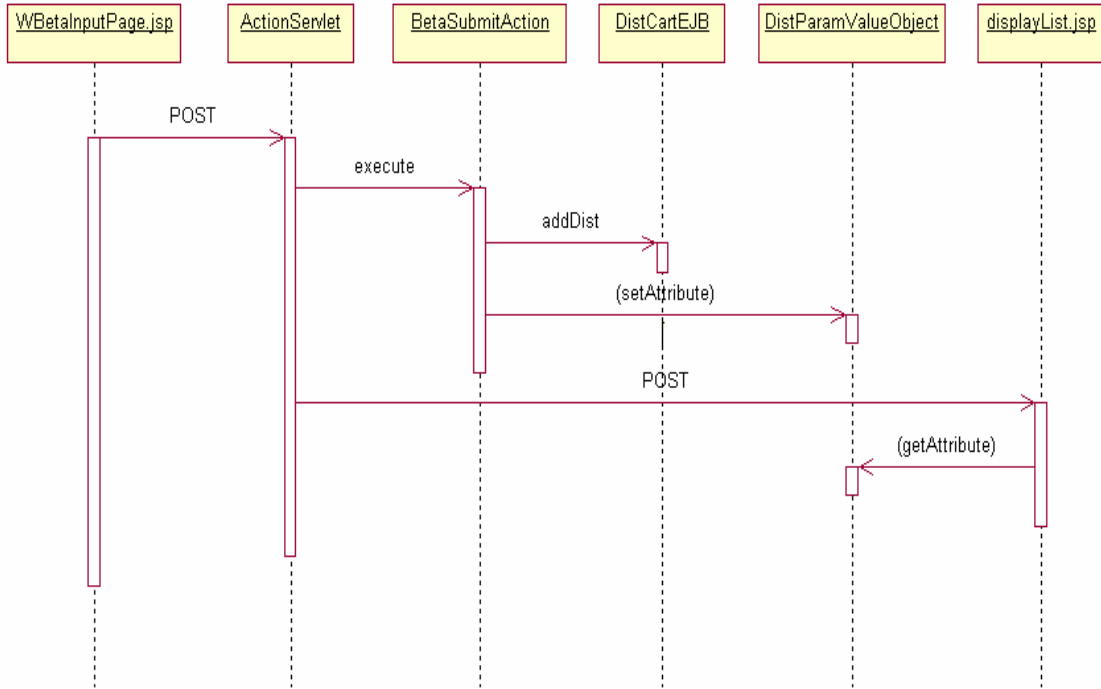 WBetaInputPage.jsp
ActionServlet
BetaSubmitAction
DistCartEJB
DistParamValueObject
displayList.jsp
POST
execute
addDist
(setAttribute)
POST
(getAttribute)